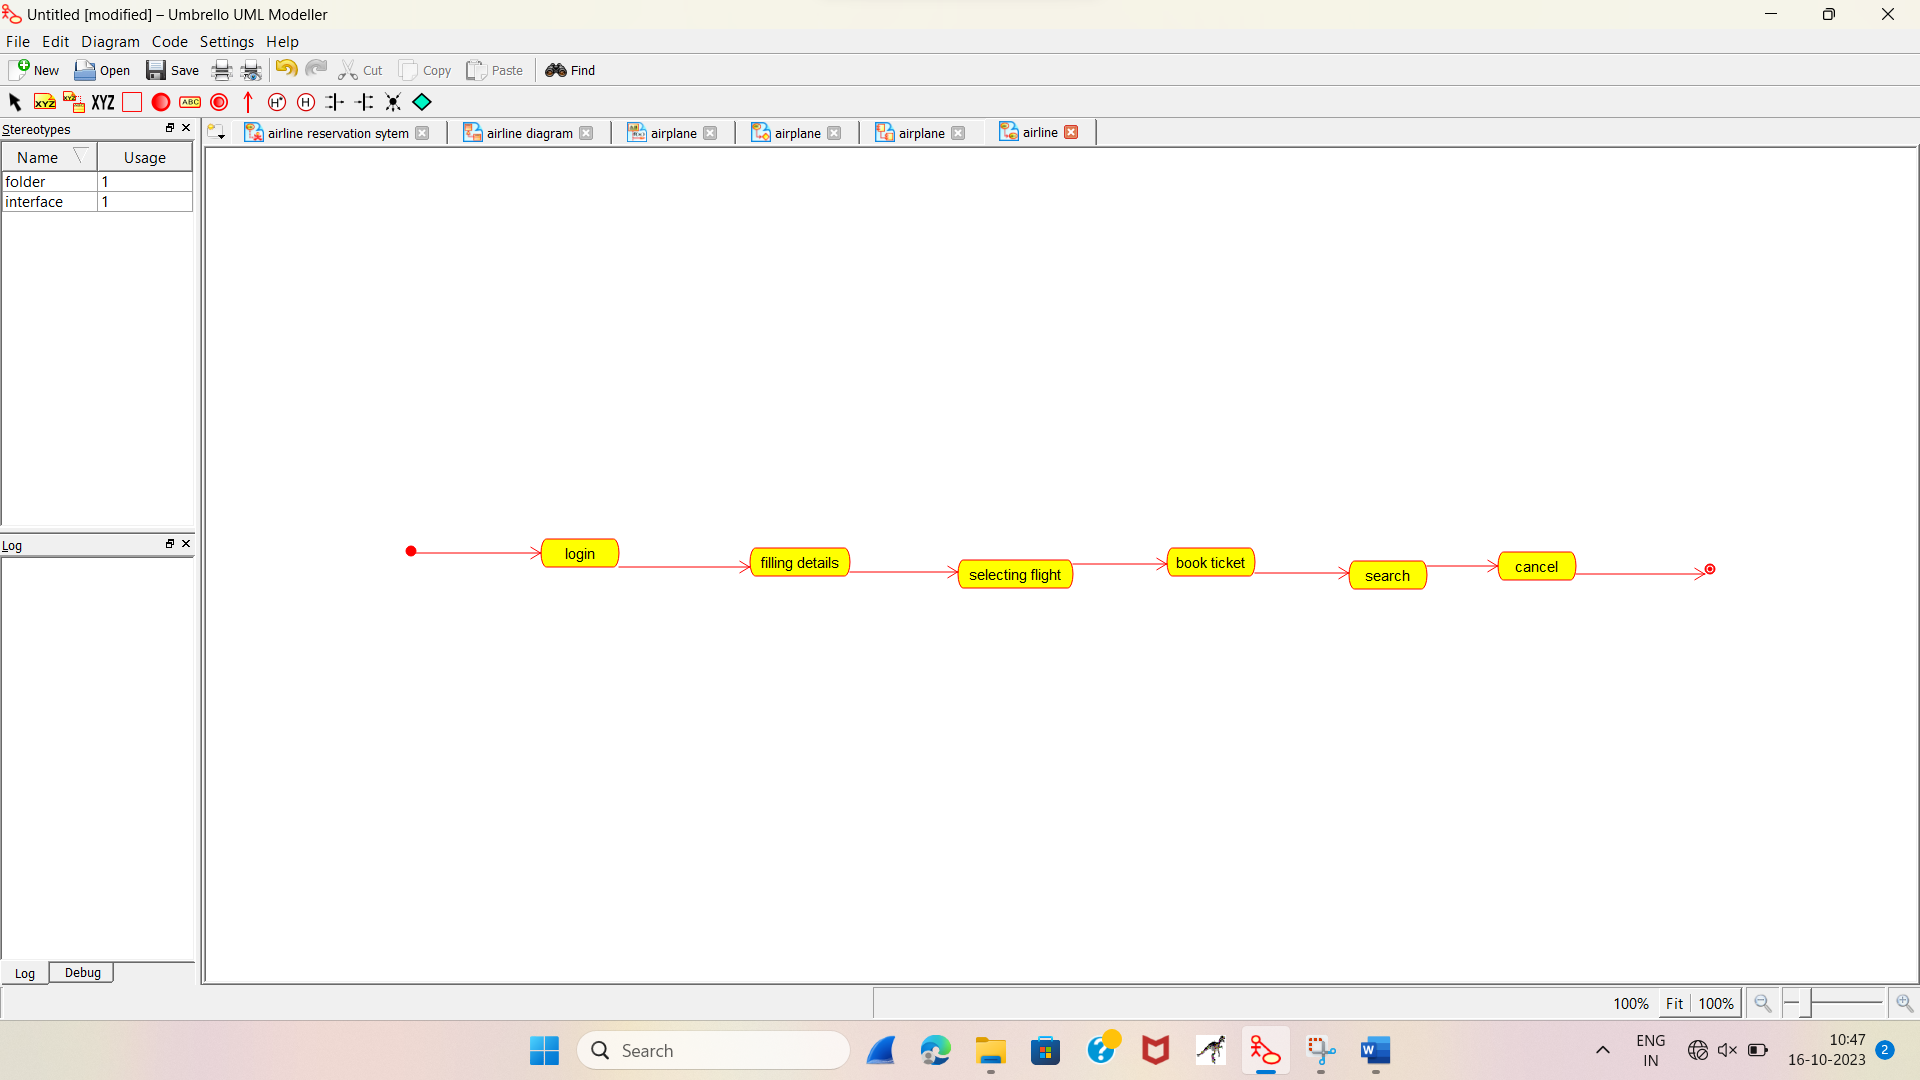 Untitled [modified] – Umbrello UML Modeller
File Edit Diagram Code Settings Help
New Open Save Cut Copy Paste Find
XYZ XYZ XYZ ABC H* H
Stereotypes
airline reservation sytem airline diagram airplane airplane airplane airline
Name Usage
folder 1
interface 1
Log
login filling details selecting flight book ticket search cancel
Log Debug
100% Fit 100%
Search
W
ENG
IN
10:47
16-10-2023
2